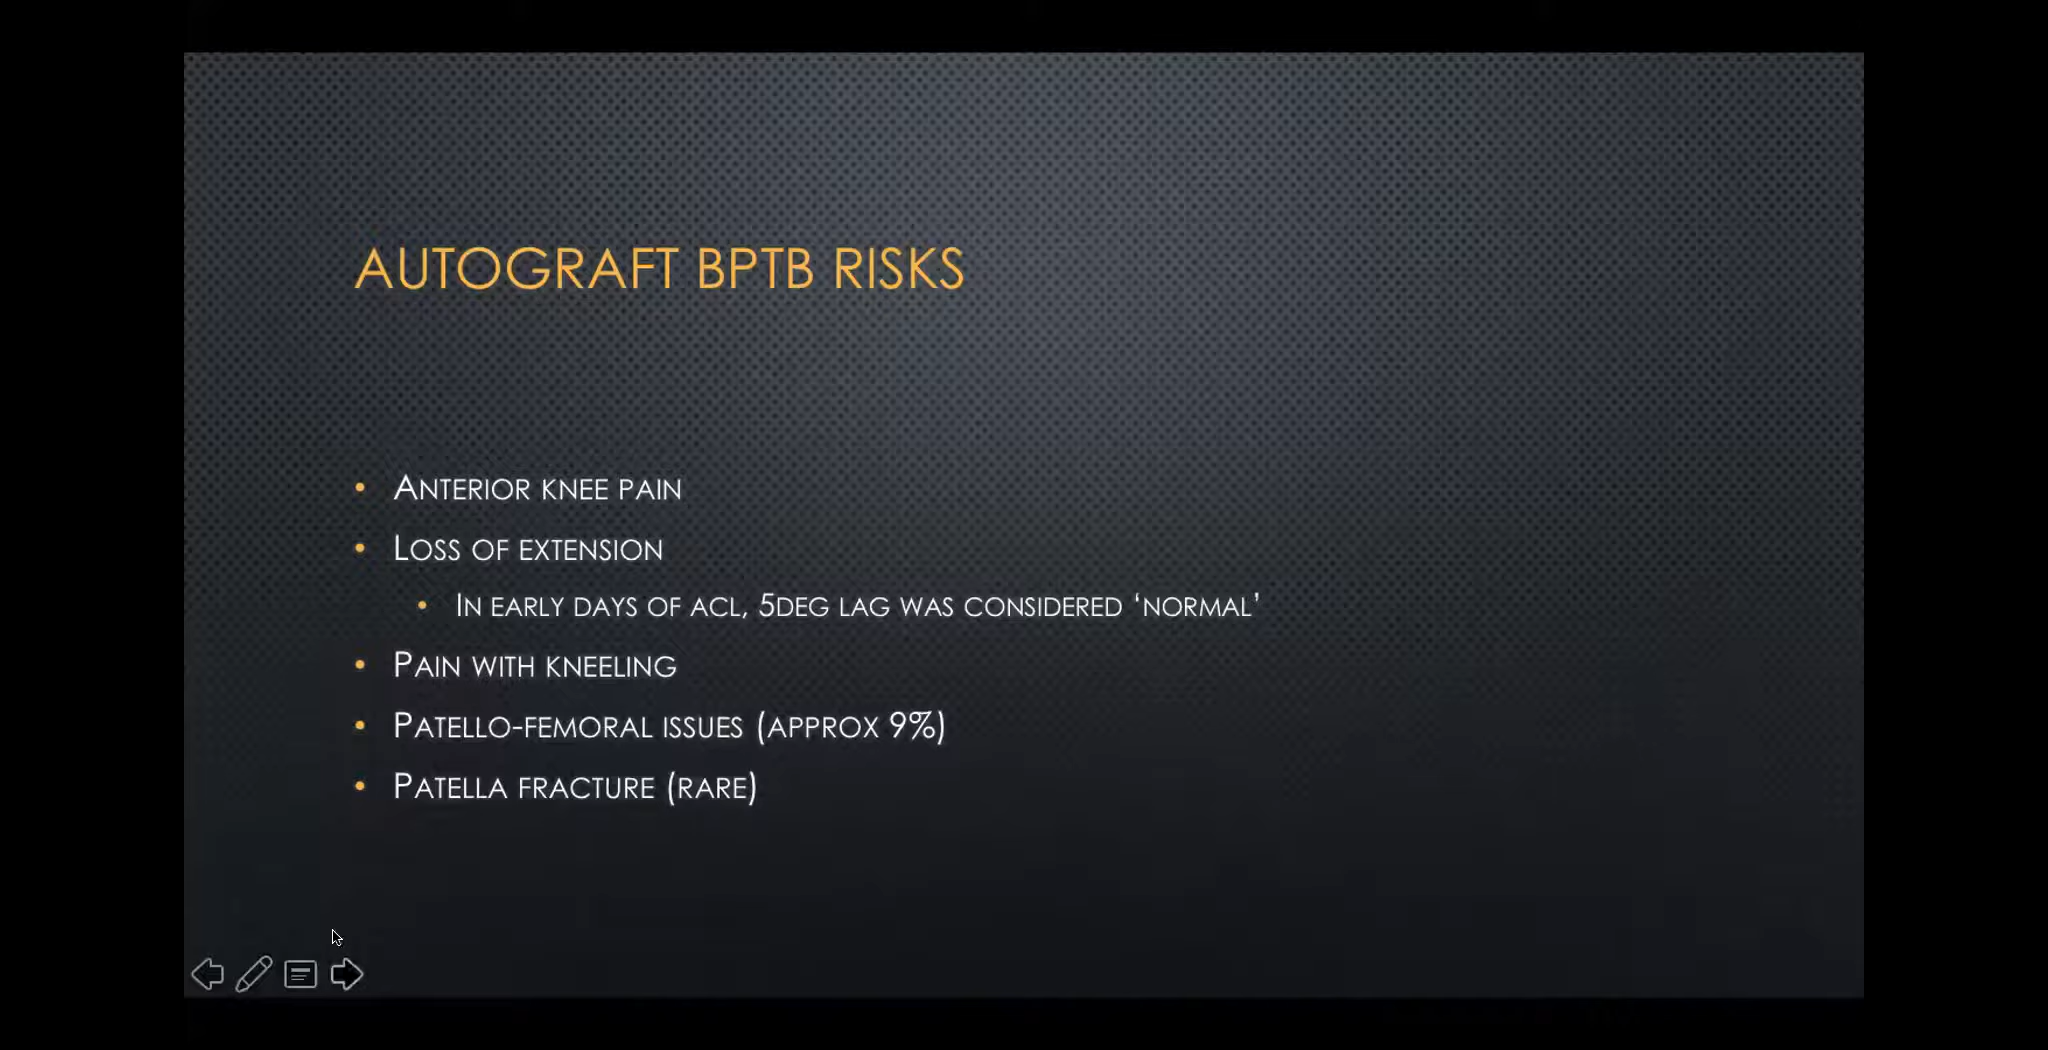 AUTOGRAFT BPTB RISKS
• ANTERIOR KNEE PAIN
• LOSS OF EXTENSION
• IN EARLY DAYS OF ACL, 5DEG LAG WAS CONSIDERED ‘NORMAL’
• PAIN WITH KNEELING
• PATELLO-FEMORAL ISSUES (APPROX 9%)
• PATELLA FRACTURE (RARE)